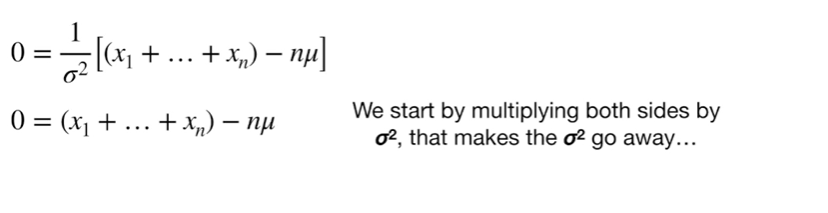 0 = 1/σ² [(x₁ + … + xₙ) − nμ]
0 = (x₁ + … + xₙ) − nμ
We start by multiplying both sides by
σ², that makes the σ² go away…